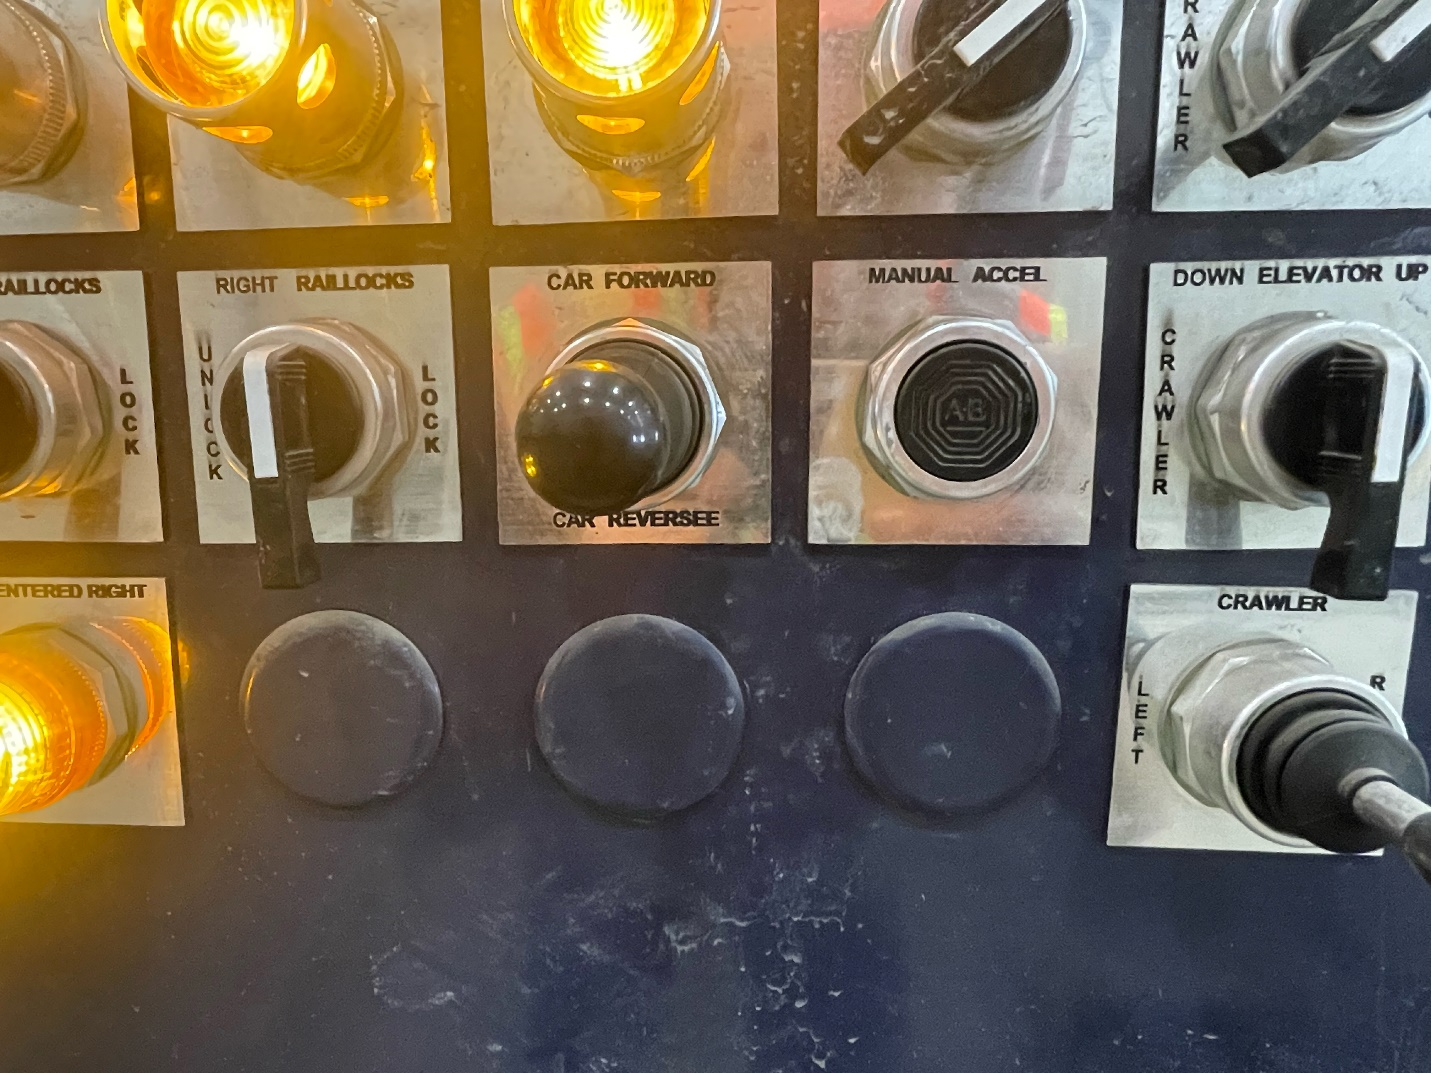 CRAWLER
RAILLOCKS
LOCK
RIGHT RAILLOCKS
UNLOCK
LOCK
CAR FORWARD
CAR REVERSEE
MANUAL ACCEL
A-B
DOWN ELEVATOR UP
CRAWLER
ENTERED RIGHT
CRAWLER
LEFT
R